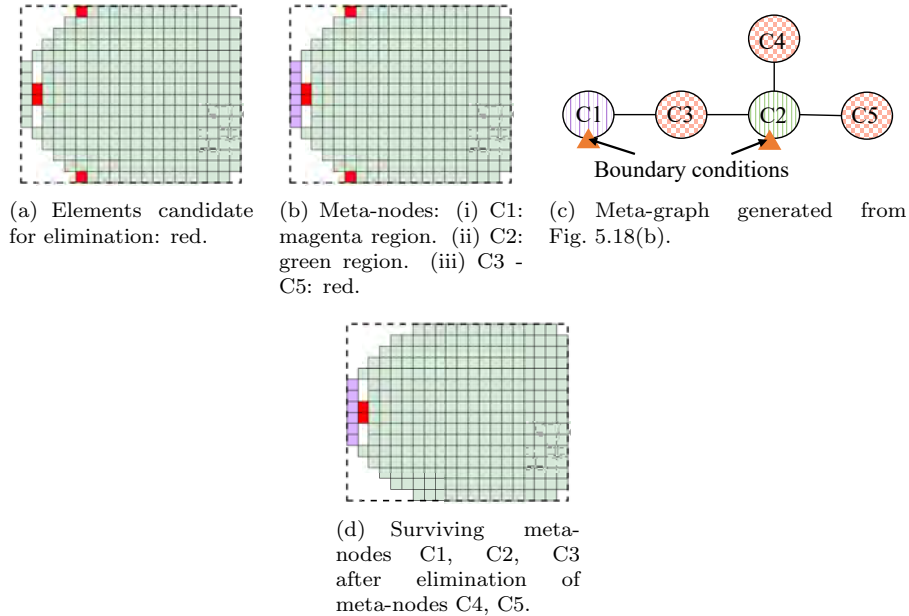 C4
C1
C3
C2
C5
Boundary conditions
(a) Elements candidate
for elimination: red.
(b) Meta-nodes: (i) C1:
magenta region. (ii) C2:
green region. (iii) C3 -
C5: red.
(c) Meta-graph generated from
Fig. 5.18(b).
(d) Surviving meta-
nodes C1, C2, C3
after elimination of
meta-nodes C4, C5.